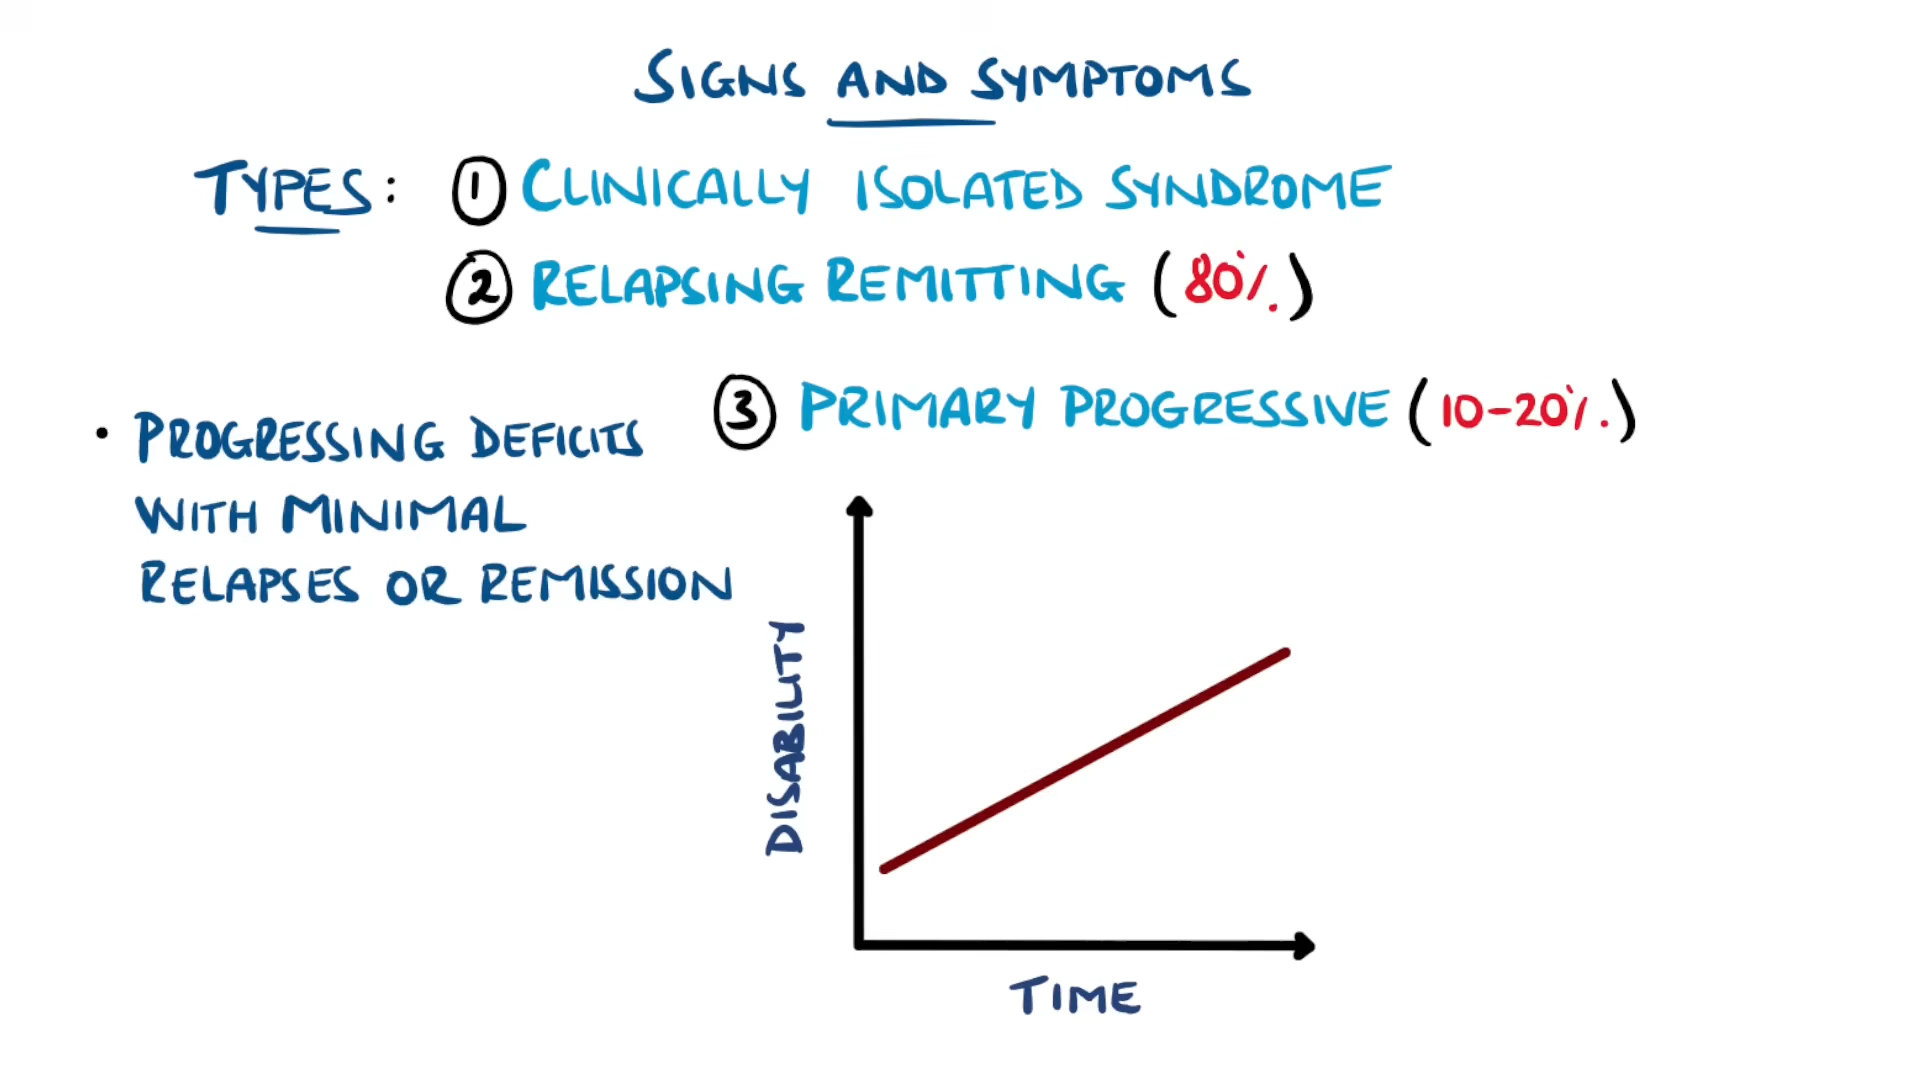 SIGNS AND SYMPTOMS
TYPES: 1 CLINICALLY ISOLATED SYNDROME
2 RELAPSING REMITTING (80%)
3 PRIMARY PROGRESSIVE (10-20%)
• PROGRESSING DEFICITS
WITH MINIMAL
RELAPSES OR REMISSION
DISABILITY
TIME